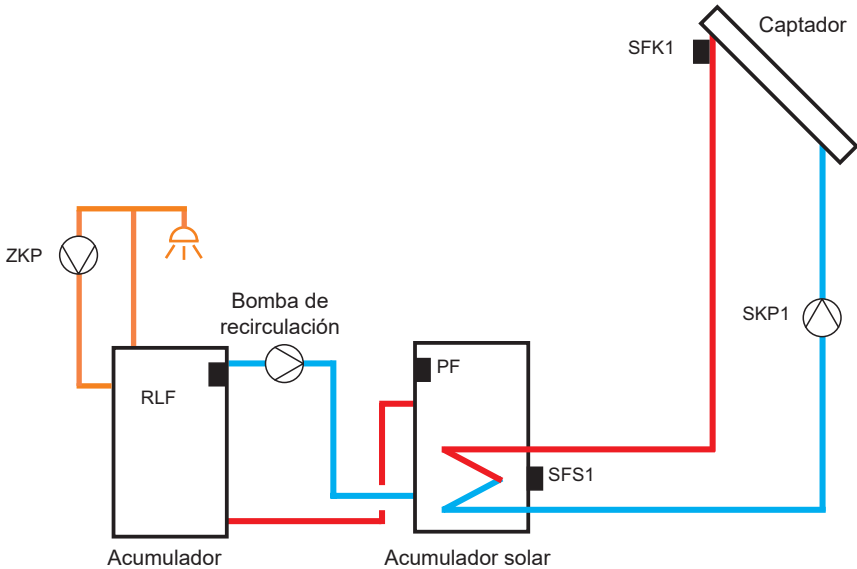 Captador
SFK1
ZKP
Bomba de
recirculación
SKP1
PF
RLF
SFS1
Acumulador
Acumulador solar